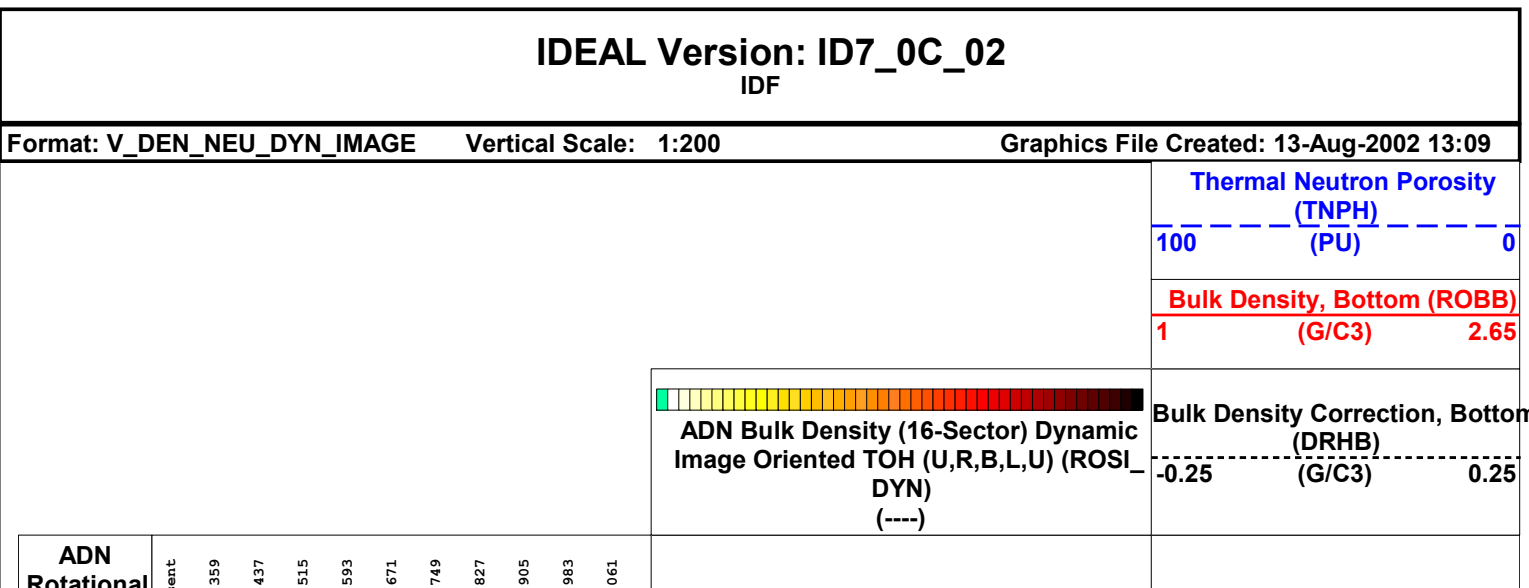 IDEAL Version: ID7_0C_02
IDF
Format: V_DEN_NEU_DYN_IMAGE Vertical Scale: 1:200 Graphics File Created: 13-Aug-2002 13:09
Thermal Neutron Porosity
(TNPH)
100 (PU) 0
Bulk Density, Bottom (ROBB)
1 (G/C3) 2.65
ADN Bulk Density (16-Sector) Dynamic
Image Oriented TOH (U,R,B,L,U) (ROSI_
DYN)
(----)
Bulk Density Correction, Bottom
(DRHB)
-0.25 (G/C3) 0.25
ADN
Rotational
359
437
515
593
671
749
827
905
983
061